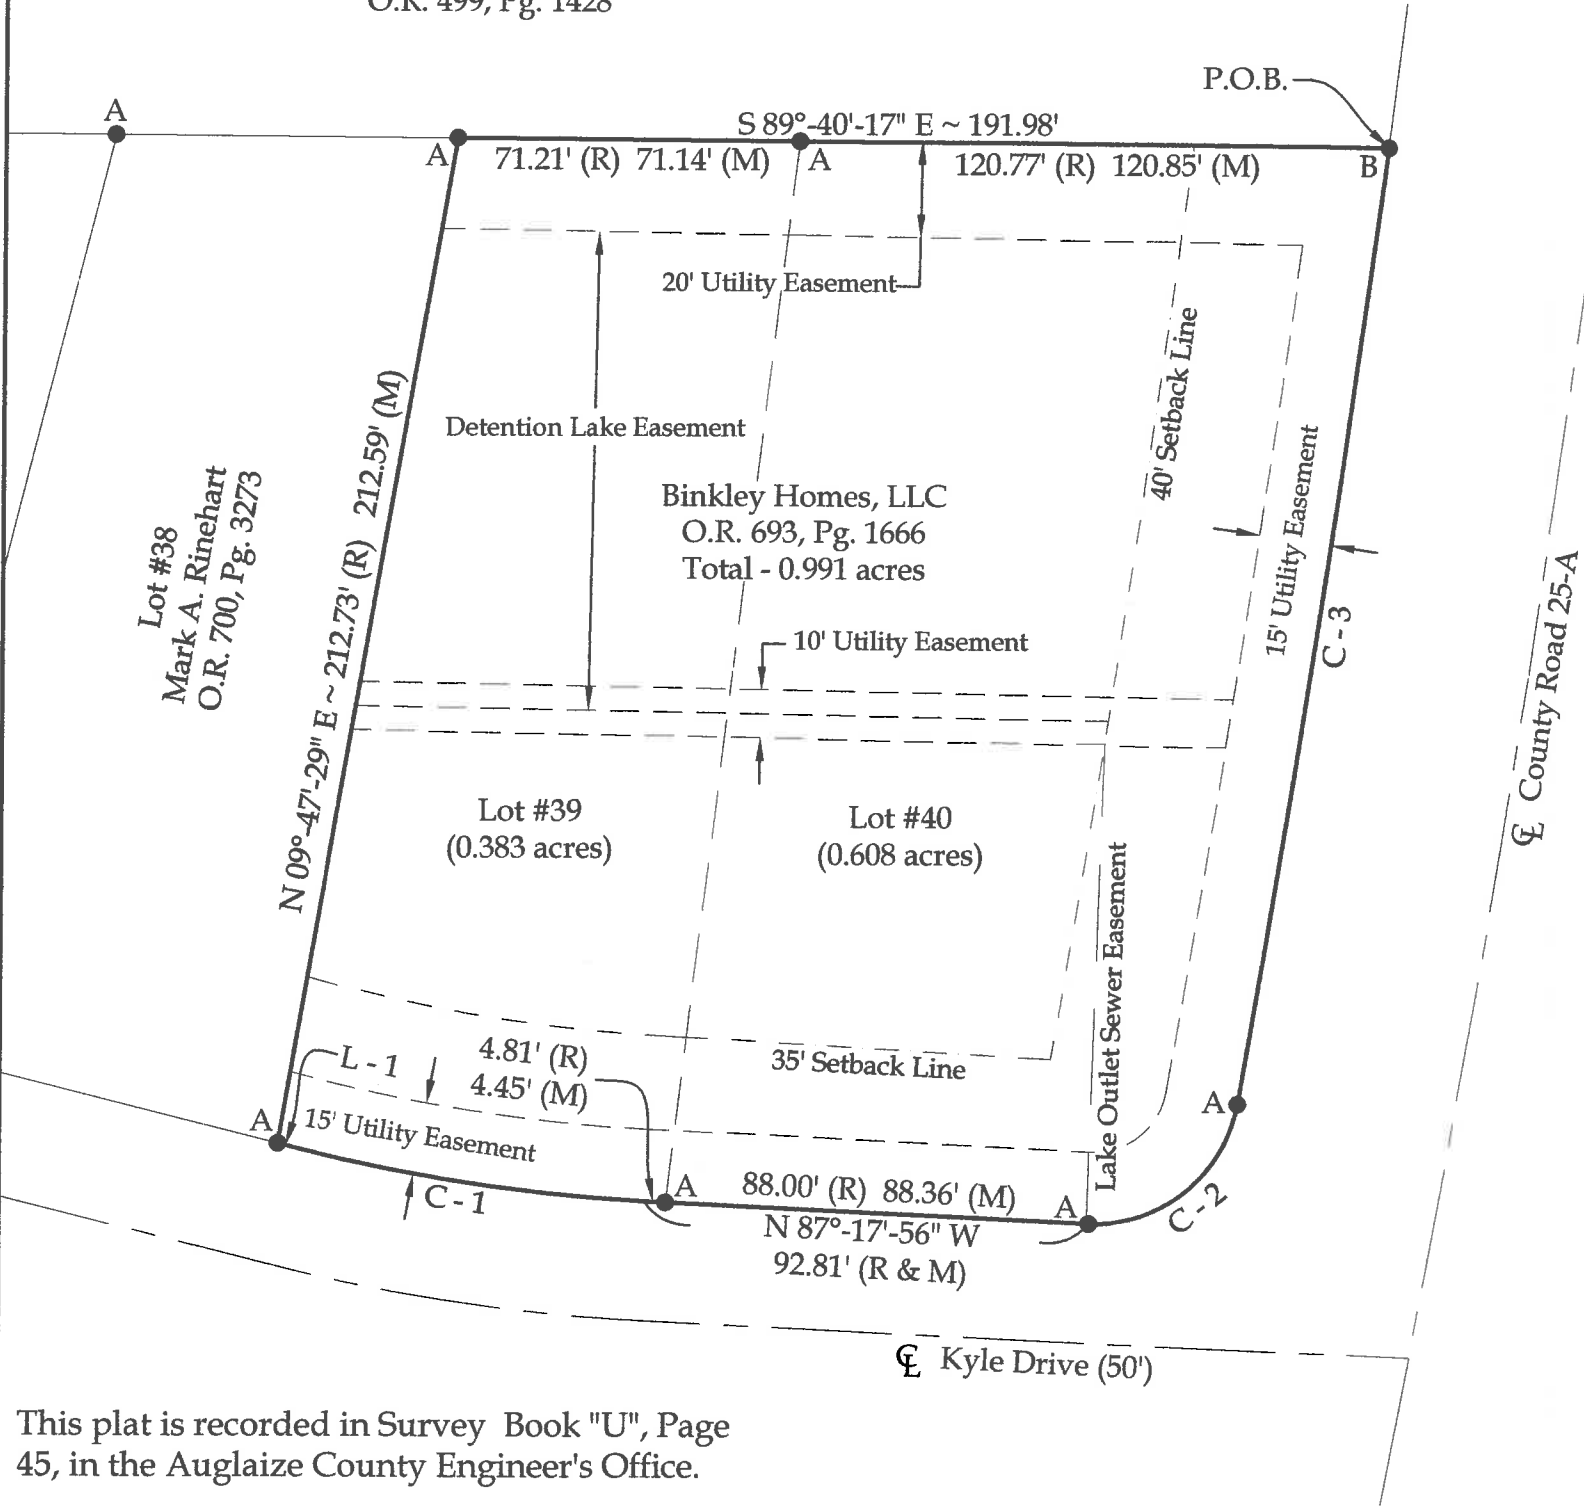 O.R. 499, Pg. 1428
P.O.B.
A
S 89°-40'-17" E ~ 191.98'
A
71.21' (R) 71.14' (M)
A
120.77' (R) 120.85' (M)
B
20' Utility Easement
40' Setback Line
Detention Lake Easement
N 09°-47'-29" E ~ 212.73' (R) 212.59' (M)
15' Utility Easement
Binkley Homes, LLC
O.R. 693, Pg. 1666
Total - 0.991 acres
Lot #38
Mark A. Rinehart
O.R. 700, Pg. 3273
C - 3
℄ County Road 25-A
10' Utility Easement
Lot #39
(0.383 acres)
Lot #40
(0.608 acres)
Lake Outlet Sewer Easement
L - 1
4.81' (R)
4.45' (M)
35' Setback Line
A
A
15' Utility Easement
C - 1
A
88.00' (R) 88.36' (M)
A
N 87°-17'-56" W
92.81' (R & M)
C - 2
℄ Kyle Drive (50')
This plat is recorded in Survey Book "U", Page
45, in the Auglaize County Engineer's Office.